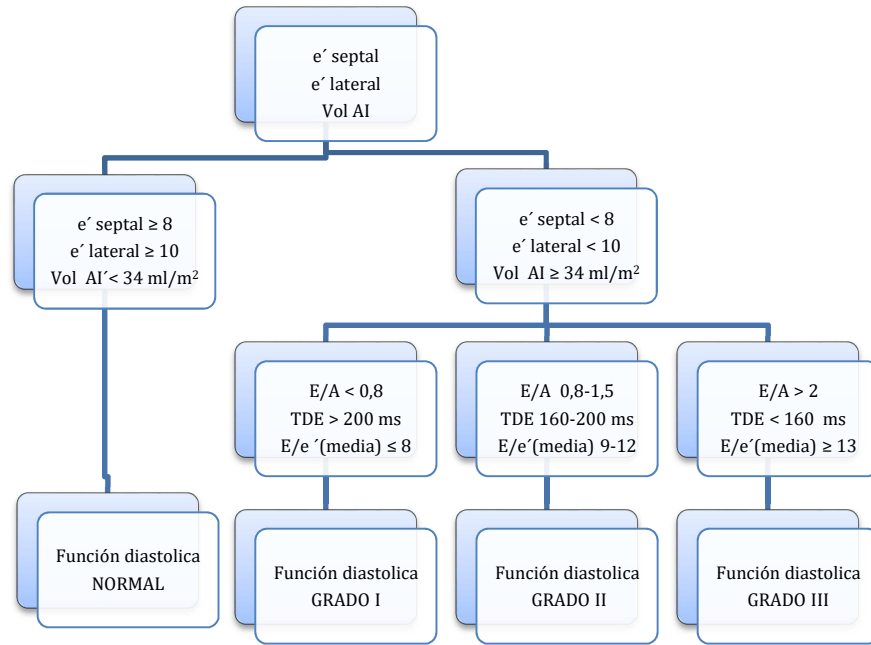 e´ septal
e´ lateral
Vol AI
e´ septal ≥ 8
e´ lateral ≥ 10
Vol AI´< 34 ml/m²
e´ septal < 8
e´ lateral < 10
Vol AI ≥ 34 ml/m²
E/A < 0,8
TDE > 200 ms
E/e ´(media) ≤ 8
E/A 0,8-1,5
TDE 160-200 ms
E/e´(media) 9-12
E/A > 2
TDE < 160 ms
E/e´(media) ≥ 13
Función diastolica
NORMAL
Función diastolica
GRADO I
Función diastolica
GRADO II
Función diastolica
GRADO III